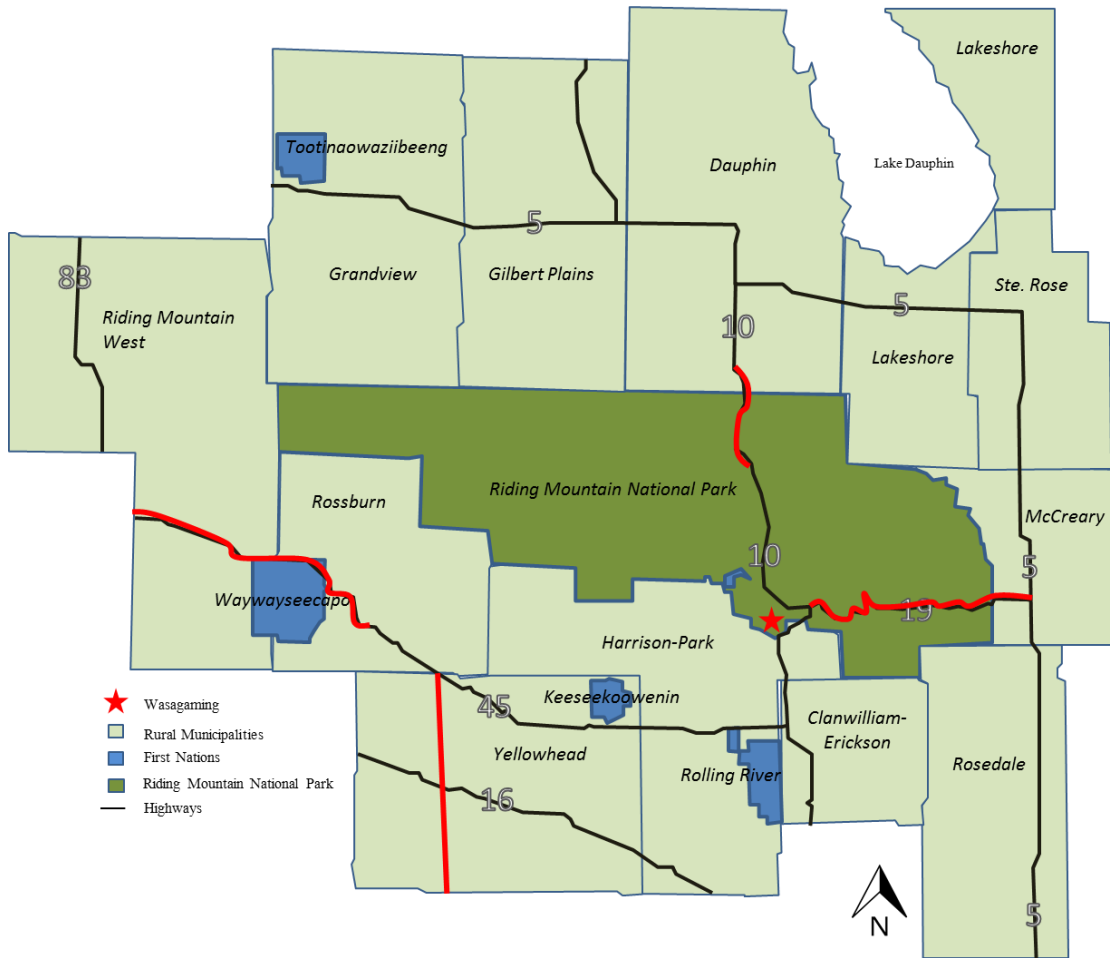 Lakeshore
Tootinaowaziibeeng
Dauphin
Lake Dauphin
5
Grandview
Gilbert Plains
83
Ste. Rose
Riding Mountain
West
10
5
Lakeshore
Riding Mountain National Park
Rossburn
McCreary
10
5
Waywayseecapo
19
Harrison-Park
Keeseekoowenin
45
Clanwilliam-
Erickson
Yellowhead
Rolling River
Rosedale
16
Wasagaming
Rural Municipalities
First Nations
Riding Mountain National Park
Highways
N
5